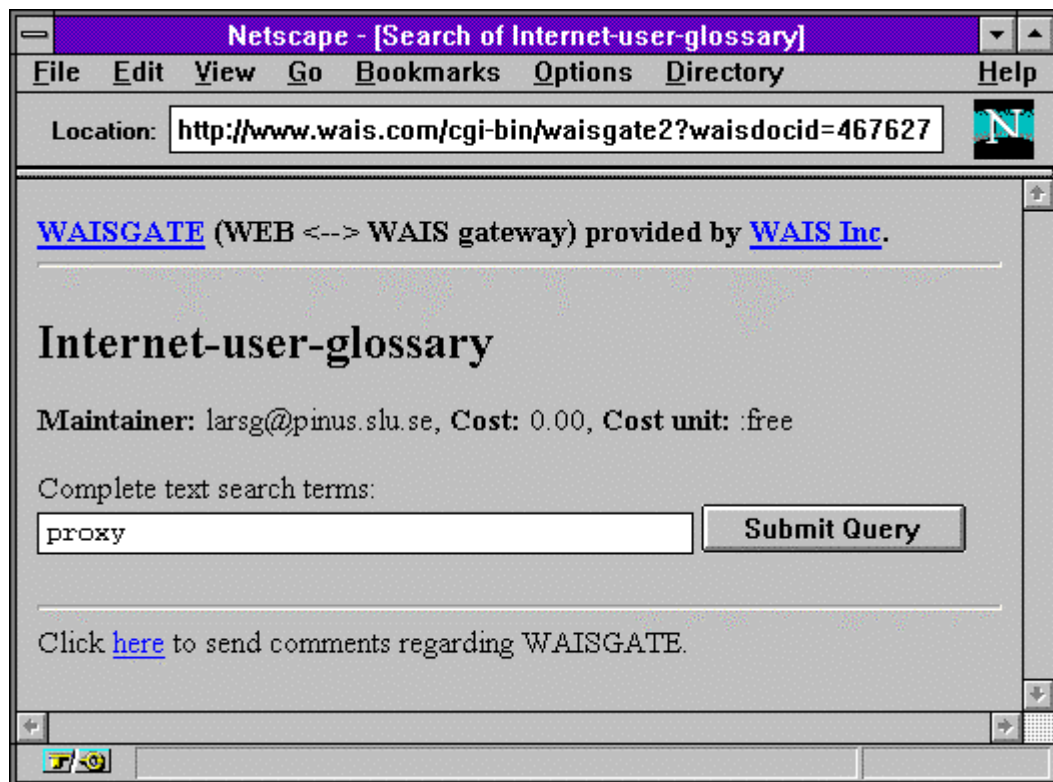 Netscape - [Search of Internet-user-glossary]
File Edit View Go Bookmarks Options Directory Help
Location: http://www.wais.com/cgi-bin/waisgate2?waisdocid=467627
N
WAISGATE (WEB <--> WAIS gateway) provided by WAIS Inc.
Internet-user-glossary
Maintainer: larsg@pinus.slu.se, Cost: 0.00, Cost unit: :free
Complete text search terms:
proxy Submit Query
Click here to send comments regarding WAISGATE.